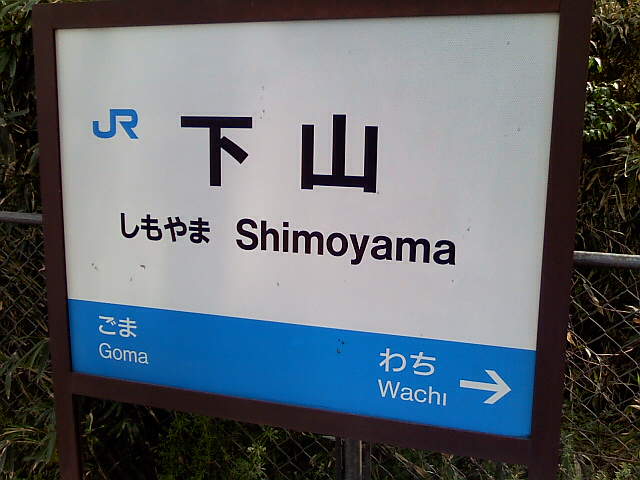 JR 下山
しもやま Shimoyama
ごま
Goma
わち
Wachi →